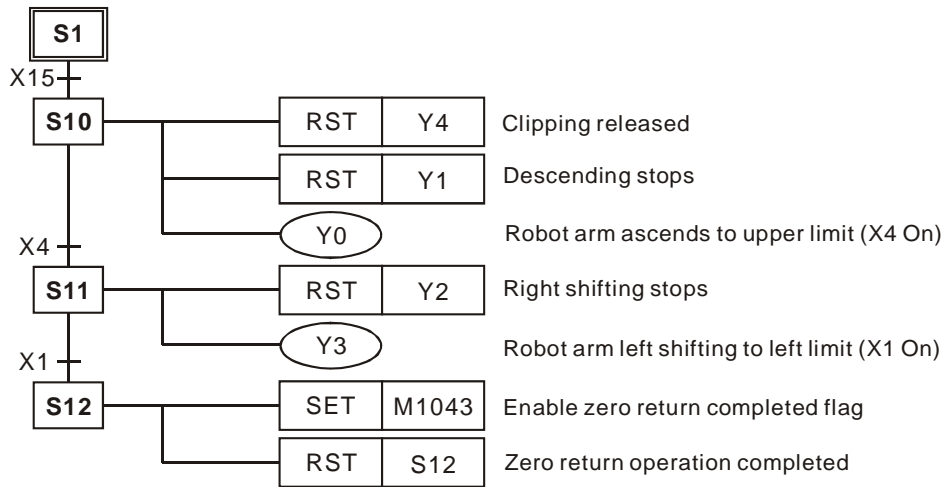 S1
X15
S10 RST Y4 Clipping released
RST Y1 Descending stops
Y0 Robot arm ascends to upper limit (X4 On)
X4
S11 RST Y2 Right shifting stops
Y3 Robot arm left shifting to left limit (X1 On)
X1
S12 SET M1043 Enable zero return completed flag
RST S12 Zero return operation completed